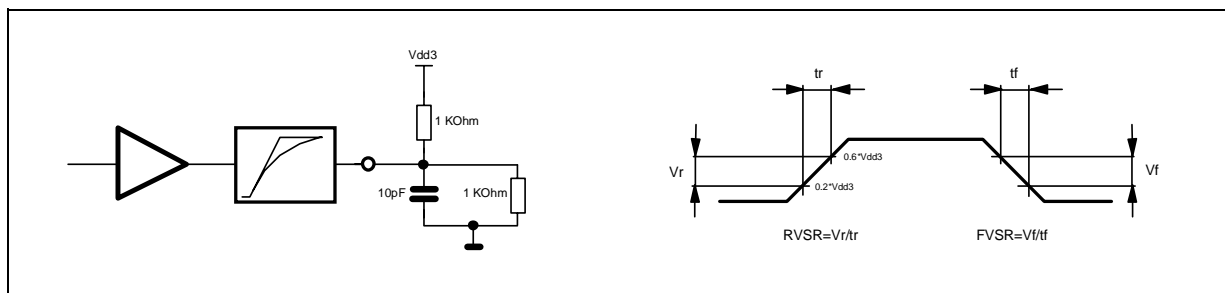 Vdd3
1 KOhm
10pF
1 KOhm
tr
tf
Vr
0.6*Vdd3
0.2*Vdd3
Vf
RVSR=Vr/tr
FVSR=Vf/tf